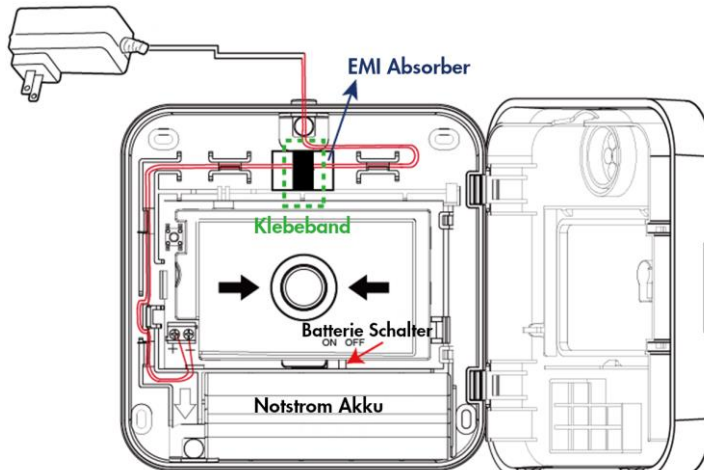 EMI Absorber
Klebeband
Batterie Schalter
ON OFF
+ -
Notstrom Akku